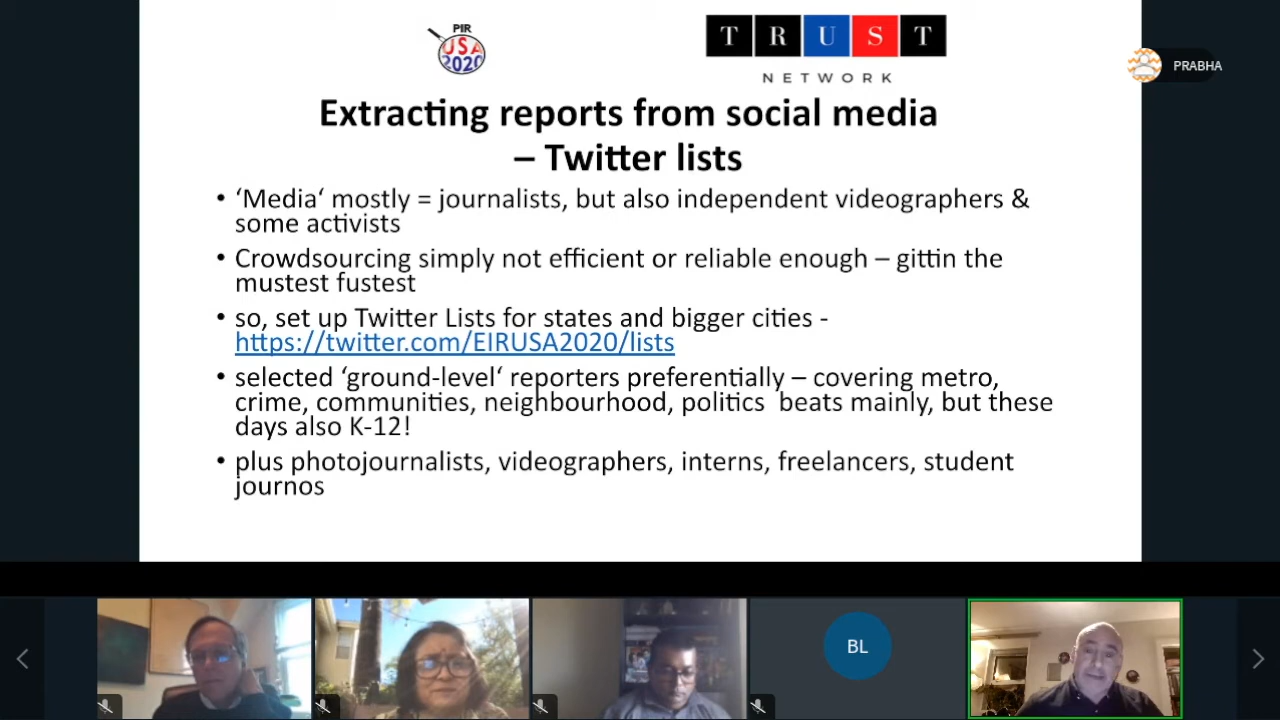 PIR
USA
2020
T R U S T
NETWORK
PRABHA
Extracting reports from social media
– Twitter lists
• ‘Media‘ mostly = journalists, but also independent videographers &
some activists
• Crowdsourcing simply not efficient or reliable enough – gittin the
mustest fustest
• so, set up Twitter Lists for states and bigger cities -
https://twitter.com/EIRUSA2020/lists
• selected ‘ground-level‘ reporters preferentially – covering metro,
crime, communities, neighbourhood, politics  beats mainly, but these
days also K-12!
• plus photojournalists, videographers, interns, freelancers, student
journos
BL